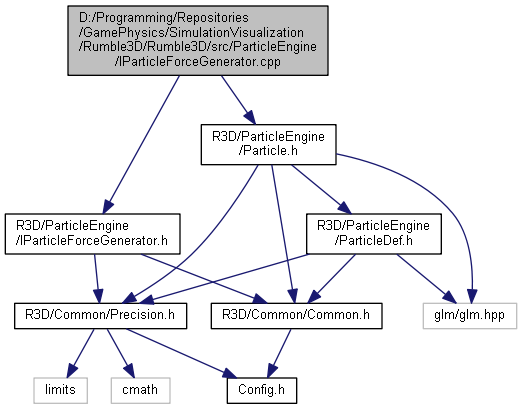 D:/Programming/Repositories
/GamePhysics/SimulationVisualization
/Rumble3D/Rumble3D/src/ParticleEngine
/IParticleForceGenerator.cpp
R3D/ParticleEngine
/Particle.h
R3D/ParticleEngine
/IParticleForceGenerator.h
R3D/ParticleEngine
/ParticleDef.h
R3D/Common/Precision.h
R3D/Common/Common.h
glm/glm.hpp
limits
cmath
Config.h